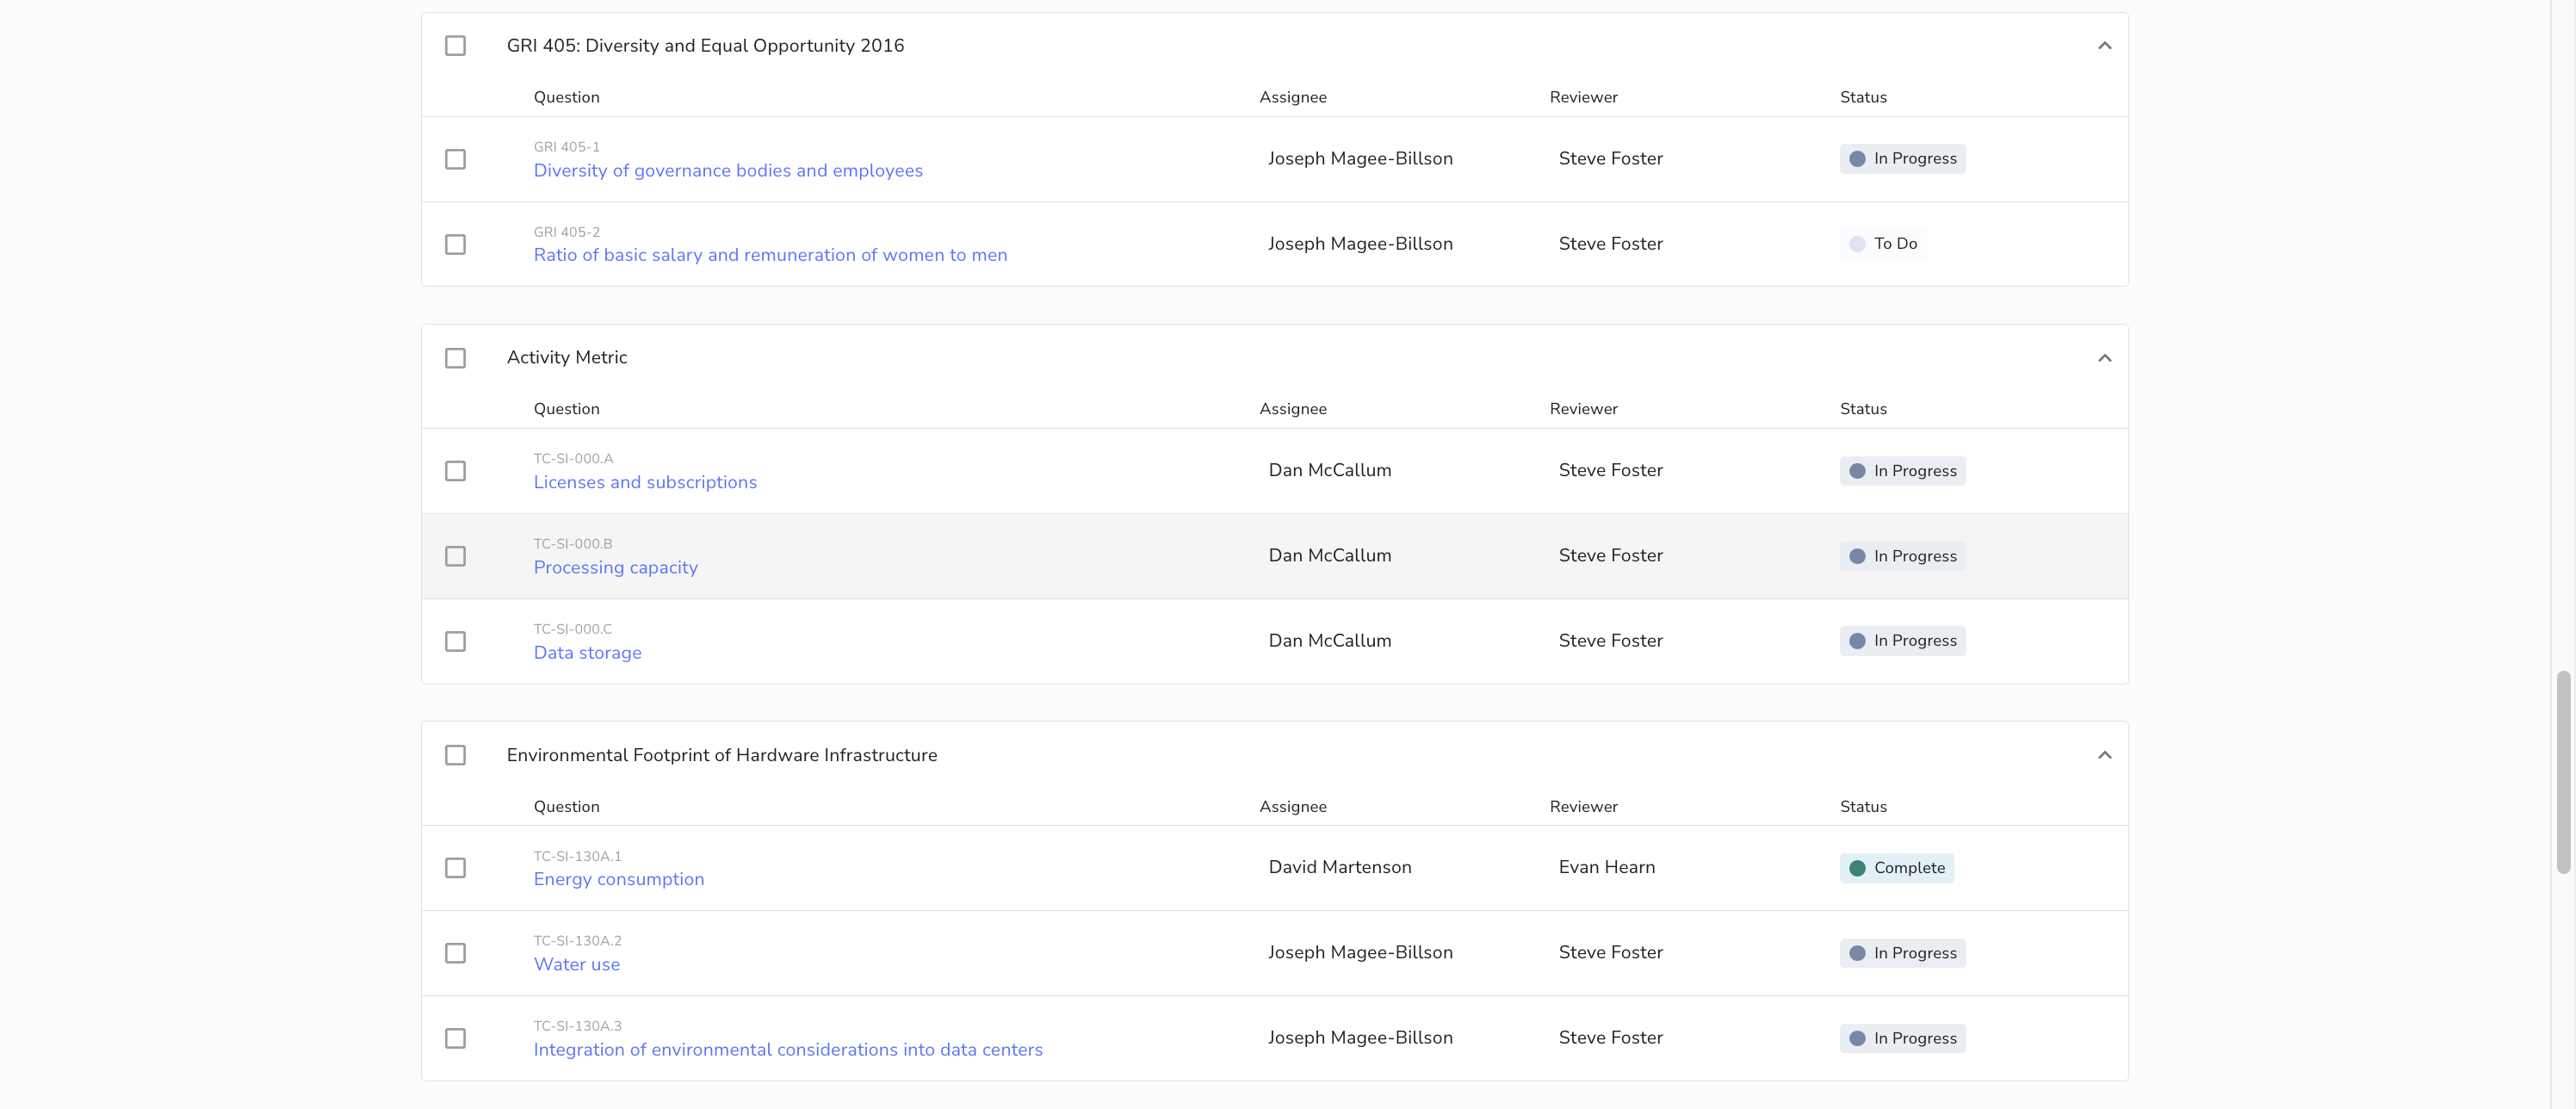 GRI 405: Diversity and Equal Opportunity 2016
Question Assignee Reviewer Status
GRI 405-1
Diversity of governance bodies and employees Joseph Magee-Billson Steve Foster In Progress
GRI 405-2
Ratio of basic salary and remuneration of women to men Joseph Magee-Billson Steve Foster To Do
Activity Metric
Question Assignee Reviewer Status
TC-SI-000.A
Licenses and subscriptions Dan McCallum Steve Foster In Progress
TC-SI-000.B
Processing capacity Dan McCallum Steve Foster In Progress
TC-SI-000.C
Data storage Dan McCallum Steve Foster In Progress
Environmental Footprint of Hardware Infrastructure
Question Assignee Reviewer Status
TC-SI-130A.1
Energy consumption David Martenson Evan Hearn Complete
TC-SI-130A.2
Water use Joseph Magee-Billson Steve Foster In Progress
TC-SI-130A.3
Integration of environmental considerations into data centers Joseph Magee-Billson Steve Foster In Progress